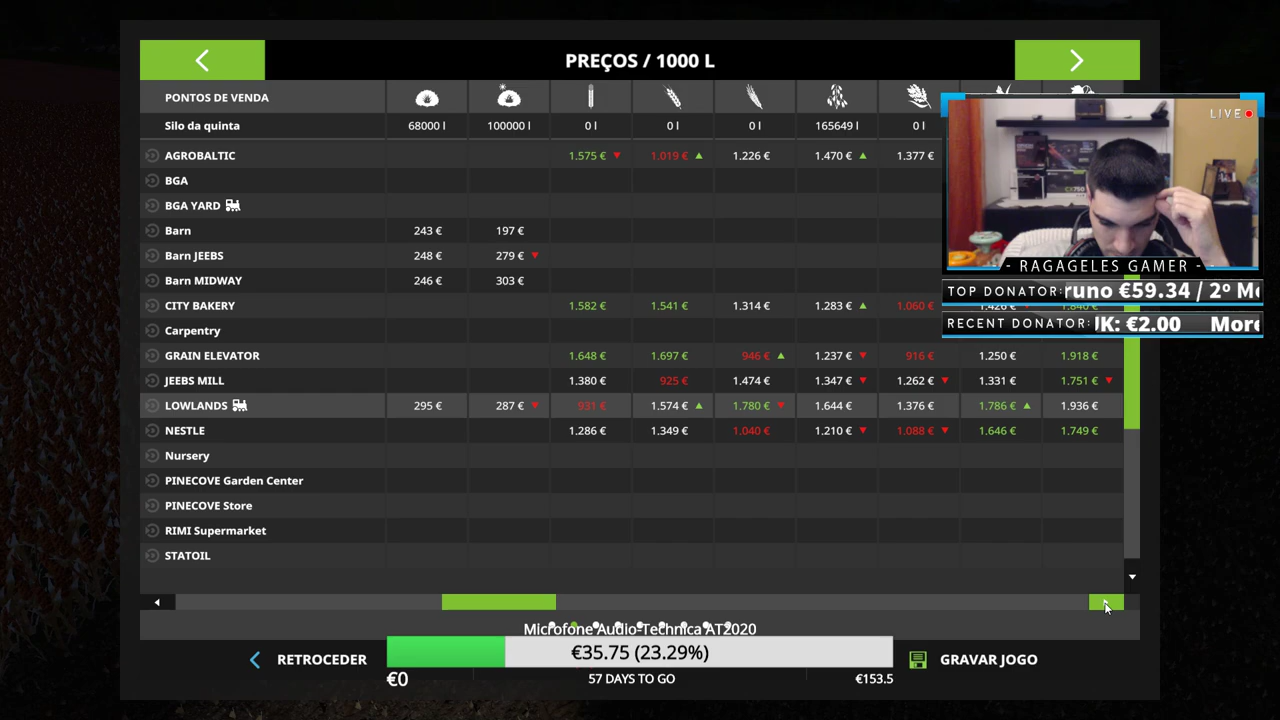 PREÇOS / 1000 L
PONTOS DE VENDA
Silo da quinta 68000 l 100000 l 0 l 0 l 0 l 165649 l 0 l
AGROBALTIC 1.575 € 1.019 € 1.226 € 1.470 € 1.377 €
BGA
BGA YARD
Barn 243 € 197 €
Barn JEEBS 248 € 279 €
Barn MIDWAY 246 € 303 €
CITY BAKERY 1.582 € 1.541 € 1.314 € 1.283 € 1.060 €
Carpentry
GRAIN ELEVATOR 1.648 € 1.697 € 946 € 1.237 € 916 € 1.250 € 1.918 €
JEEBS MILL 1.380 € 925 € 1.474 € 1.347 € 1.262 € 1.331 € 1.751 €
LOWLANDS 295 € 287 € 931 € 1.574 € 1.780 € 1.644 € 1.376 € 1.786 € 1.936 €
NESTLE 1.286 € 1.349 € 1.040 € 1.210 € 1.088 € 1.646 € 1.749 €
Nursery
PINECOVE Garden Center
PINECOVE Store
RIMI Supermarket
STATOIL
LIVE
- RAGAGELES GAMER -
TOP DONATOR: runo €59.34 / 2º M
RECENT DONATOR: K: €2.00 More
Microfone Audio-Technica AT2020
RETROCEDER
€35.75 (23.29%)
GRAVAR JOGO
€0 57 DAYS TO GO €153.5